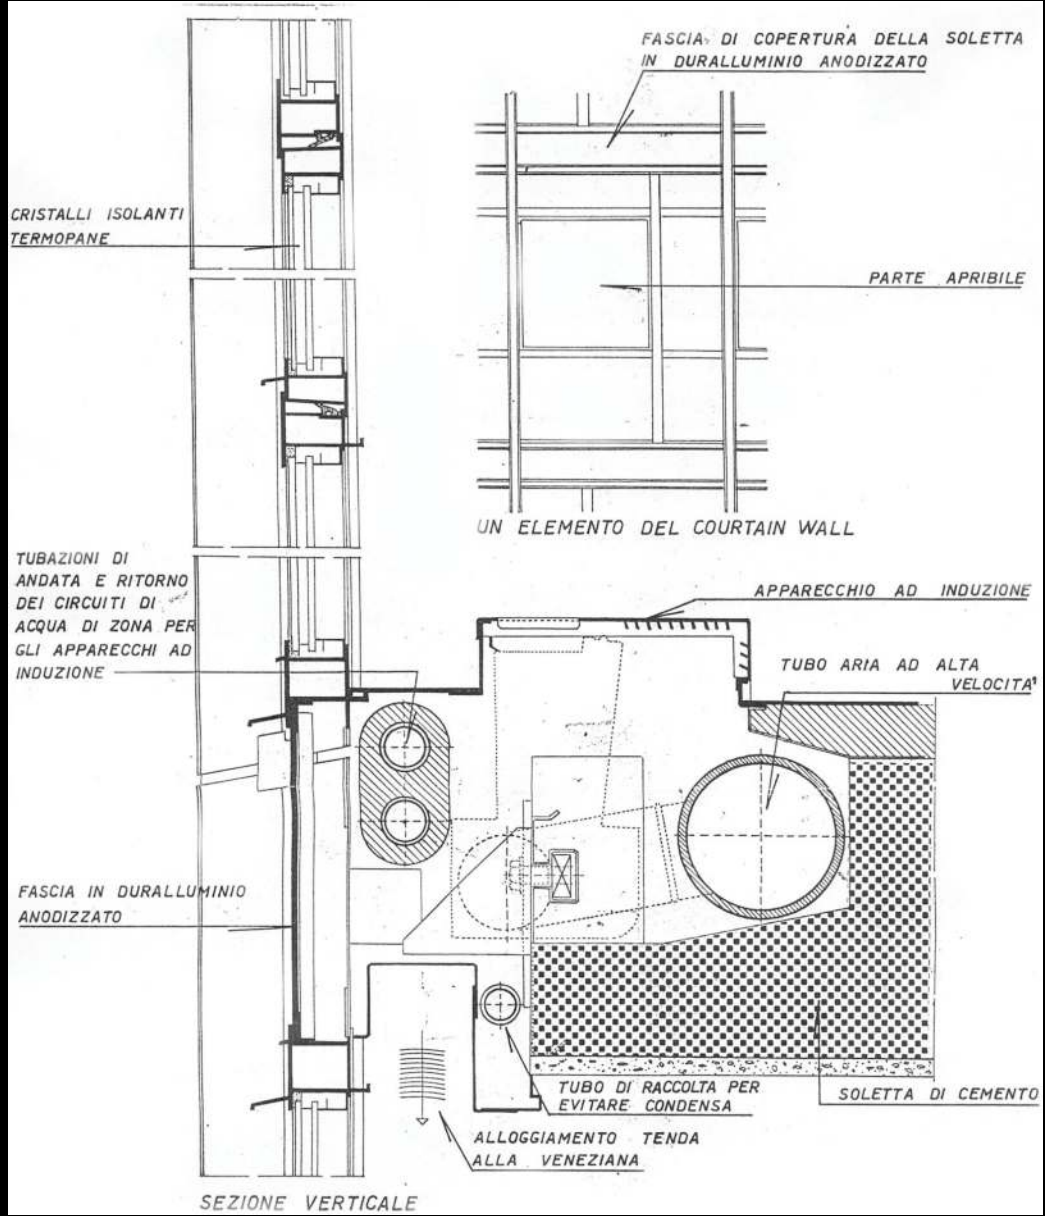 FASCIA DI COPERTURA DELLA SOLETTA
IN DURALLUMINIO ANODIZZATO
CRISTALLI ISOLANTI
TERMOPANE
PARTE APRIBILE
UN ELEMENTO DEL COURTAIN WALL
TUBAZIONI DI
ANDATA E RITORNO
DEI CIRCUITI DI
ACQUA DI ZONA PER
GLI APPARECCHI AD
INDUZIONE
APPARECCHIO AD INDUZIONE
TUBO ARIA AD ALTA
VELOCITA'
FASCIA IN DURALLUMINIO
ANODIZZATO
TUBO DI RACCOLTA PER
EVITARE CONDENSA
SOLETTA DI CEMENTO
ALLOGGIAMENTO TENDA
ALLA VENEZIANA
SEZIONE VERTICALE